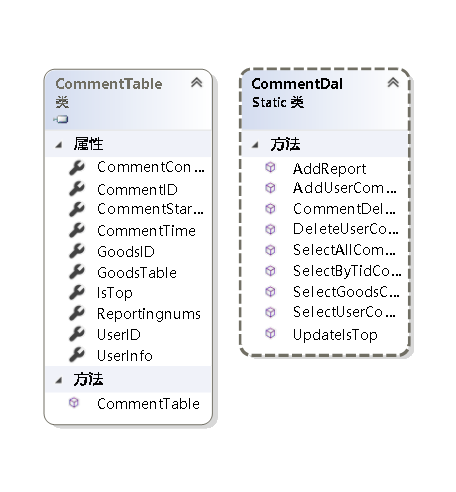 CommentTable
类
属性
CommentCon...
CommentID
CommentStar...
CommentTime
GoodsID
GoodsTable
IsTop
Reportingnums
UserID
UserInfo
方法
CommentTable
CommentDal
Static 类
方法
AddReport
AddUserCom...
CommentDel...
DeleteUserCo...
SelectAllCom...
SelectByTidCo...
SelectGoodsC...
SelectUserCo...
UpdateIsTop